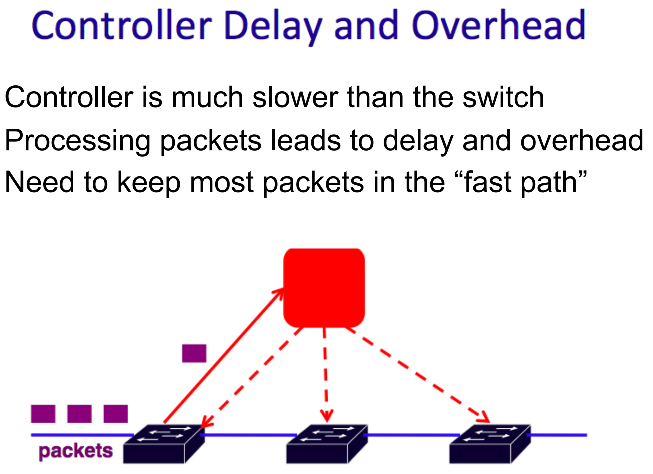 Controller Delay and Overhead
Controller is much slower than the switch
Processing packets leads to delay and overhead
Need to keep most packets in the “fast path”
packets